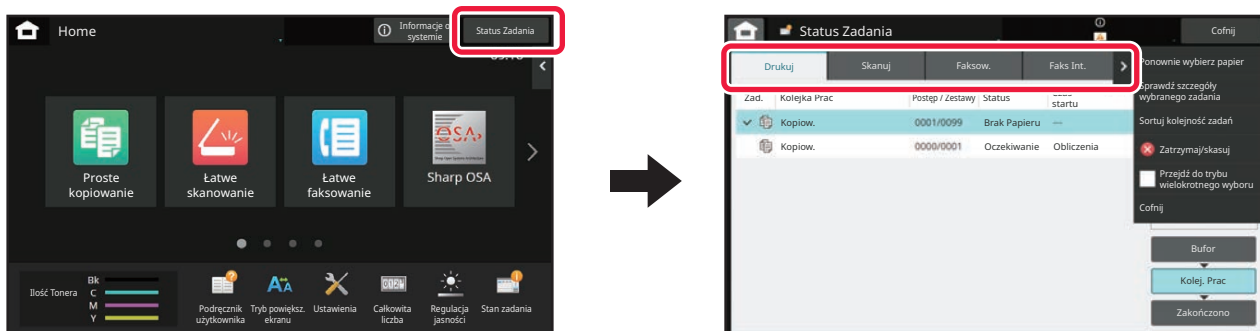 Home
Informacje o
systemie
Status Zadania
Proste
kopiowanie
Łatwe
skanowanie
Łatwe
faksowanie
OSA
Sharp OSA
Ilość Tonera
Bk
C
M
Y
Podręcznik
użytkownika
Tryb powiększ.
ekranu
Ustawienia
Całkowita
liczba
Regulacja
jasności
Stan zadania
Status Zadania
Cofnij
Drukuj
Skanuj
Faksow.
Faks Int.
Zad.
Kolejka Prac
Postęp / Zestawy
Status
startu
Kopiow.
0001/0099
Brak Papieru
—
Kopiow.
0000/0001
Oczekiwanie
Obliczenia
Ponownie wybierz papier
Sprawdź szczegóły
wybranego zadania
Sortuj kolejność zadań
Zatrzymaj/skasuj
Przejdź do trybu
wielokrotnego wyboru
Cofnij
Bufor
Kolej. Prac
Zakończono